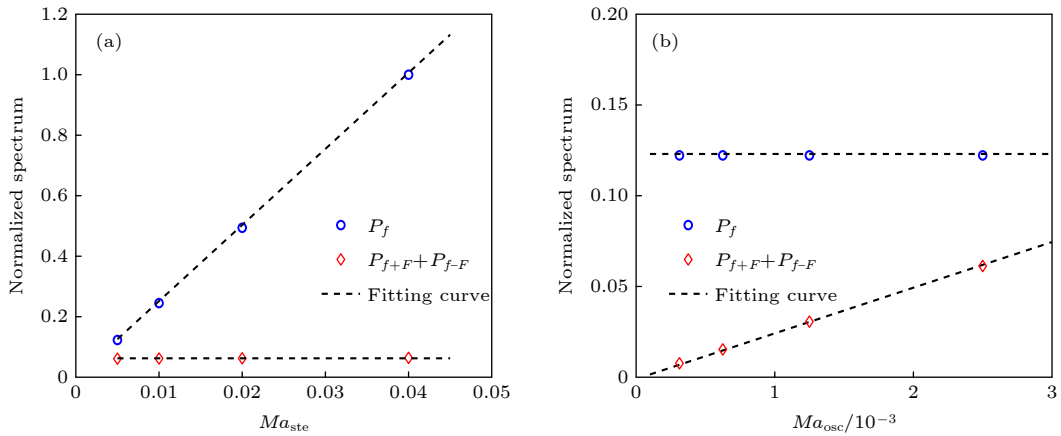 (a)
Normalized spectrum
1.2
1.0
0.8
0.6
0.4
0.2
0
P_f
P_{f+F}+P_{f−F}
Fitting curve
0 0.01 0.02 0.03 0.04 0.05
Ma_ste
(b)
Normalized spectrum
0.20
0.15
0.10
0.05
0
P_f
P_{f+F}+P_{f−F}
Fitting curve
0 1 2 3
Ma_osc/10^−3